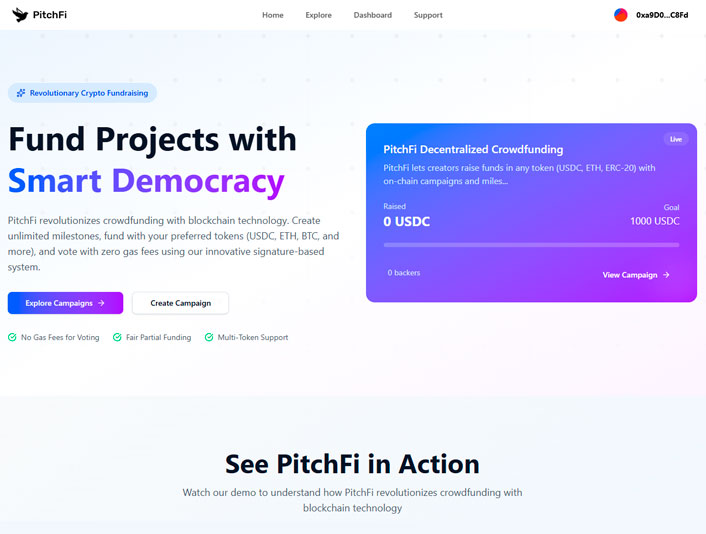 PitchFi
Home
Explore
Dashboard
Support
0xa9D0...C8Fd
Revolutionary Crypto Fundraising
Fund Projects with
Smart Democracy
PitchFi revolutionizes crowdfunding with blockchain technology. Create
unlimited milestones, fund with your preferred tokens (USDC, ETH, BTC, and
more), and vote with zero gas fees using our innovative signature-based
system.
Explore Campaigns
Create Campaign
No Gas Fees for Voting
Fair Partial Funding
Multi-Token Support
Live
PitchFi Decentralized Crowdfunding
PitchFi lets creators raise funds in any token (USDC, ETH, ERC-20) with
on-chain campaigns and miles...
Raised
0 USDC
Goal
1000 USDC
0 backers
View Campaign
See PitchFi in Action
Watch our demo to understand how PitchFi revolutionizes crowdfunding with
blockchain technology